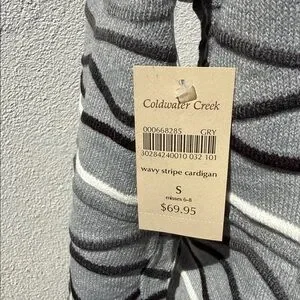 Coldwater Creek
000668285 GRY
30284240010 032 101
wavy stripe cardigan
S
misses 6-8
$69.95